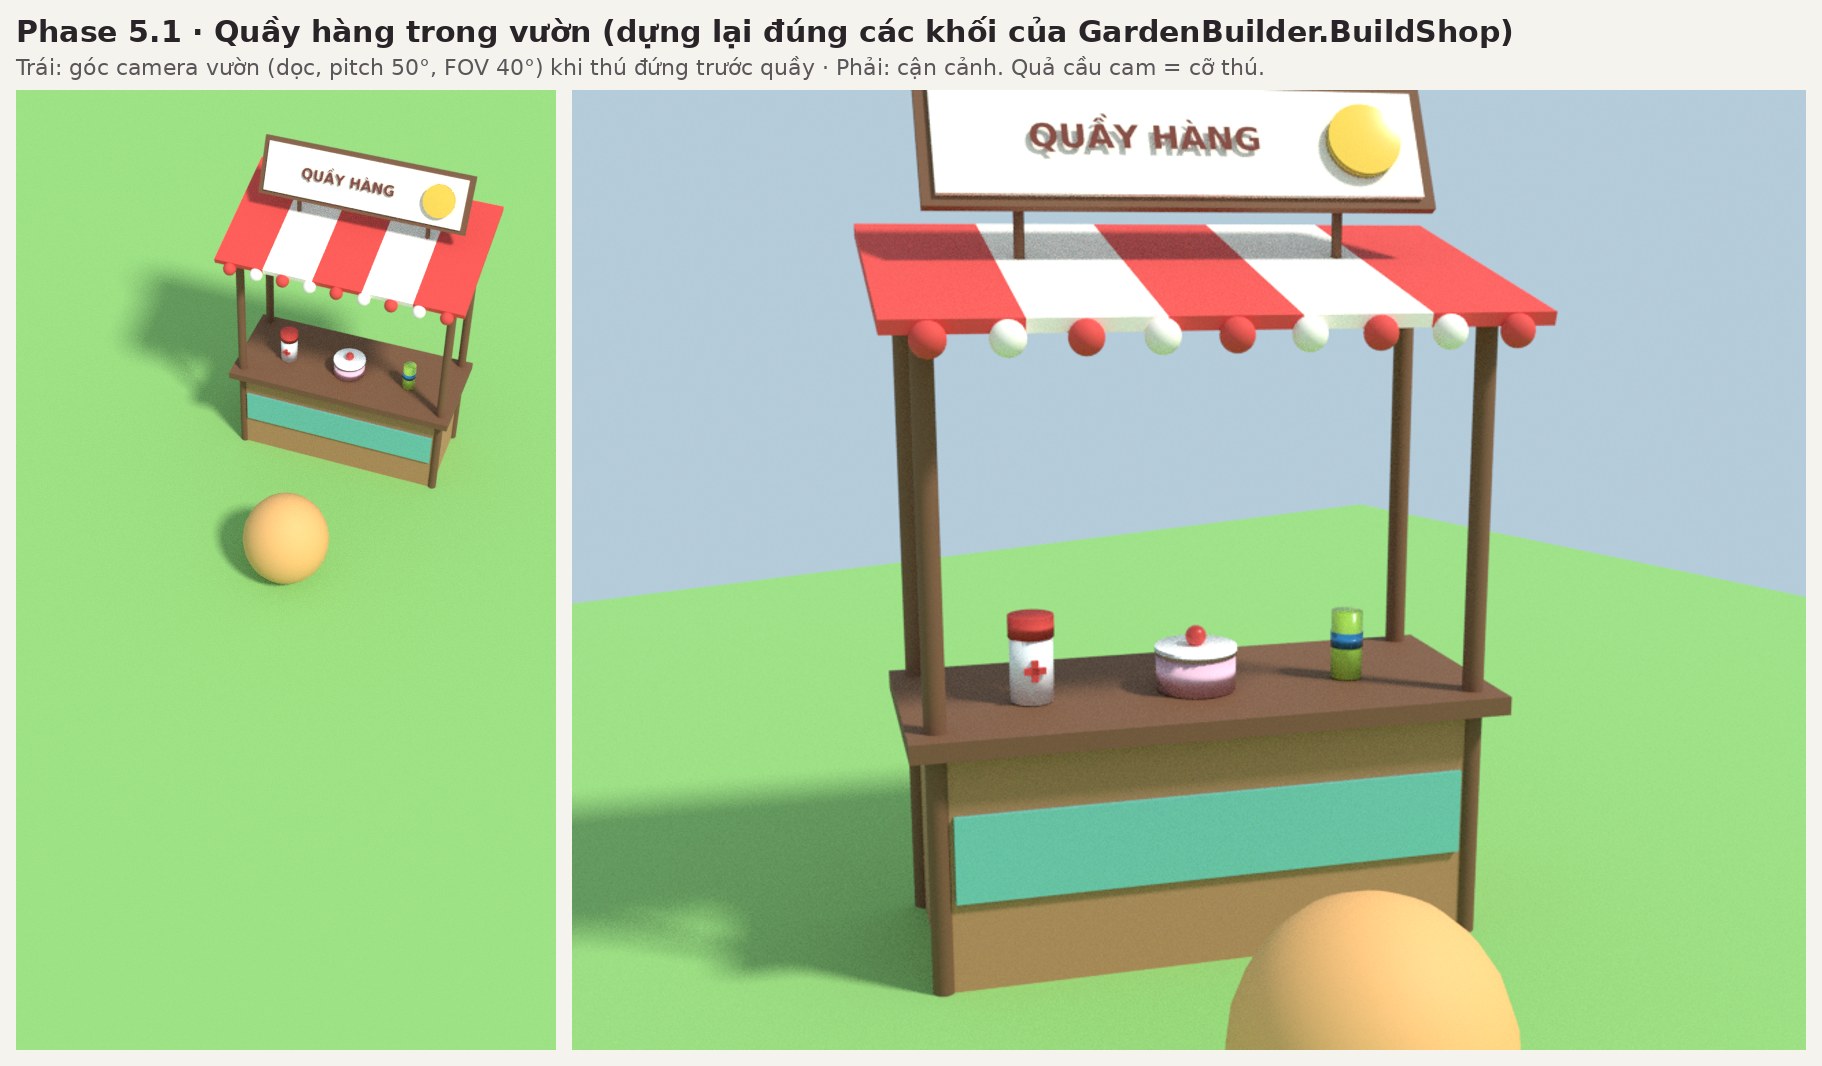 Phase 5.1 · Quầy hàng trong vườn (dựng lại đúng các khối của GardenBuilder.BuildShop)
Trái: góc camera vườn (dọc, pitch 50°, FOV 40°) khi thú đứng trước quầy · Phải: cận cảnh. Quả cầu cam = cỡ thú.
QUẦY HÀNG
QUẦY HÀNG